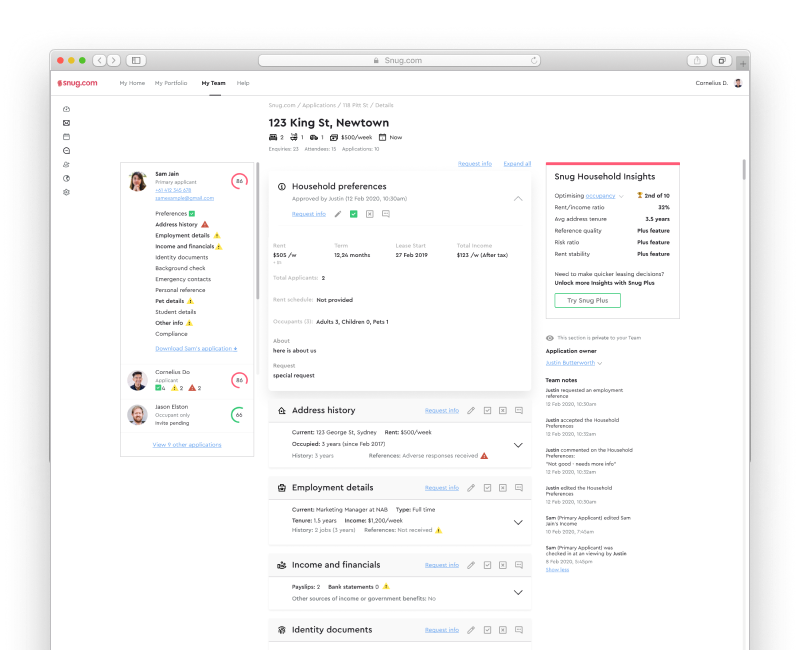 Snug.com
snug.com
My Home
My Portfolio
My Team
Help
Cornelius D.
Snug.com / Applications / 118 Pitt St / Details
123 King St, Newtown
2 1 1 $500/week Now
Enquiries: 23 Attendees: 15 Applications: 10
Request info Expand all
Sam Jain
Primary applicant
+61 412 345 678
samexample@gmail.com
86
Preferences
Address history
Employment details
Income and financials
Identity documents
Background check
Emergency contacts
Personal reference
Pet details
Student details
Other info
Compliance
Download Sam's application
Cornelius Do
Applicant
4 2 2
86
Jason Elston
Occupant only
Invite pending
66
View 9 other applications
Household preferences
Approved by Justin (12 Feb 2020, 10:30am)
Request info
Rent Term Lease Start Total Income
$505 /w 12,24 months 27 Feb 2019 $123 /w (After tax)
Total Applicants: 2
Rent schedule: Not provided
Occupants (3): Adults 3, Children 0, Pets 1
About
here is about us
Request
special request
Address history
Request info
Current: 123 George St, Sydney Rent: $500/week
Occupied: 3 years (since Feb 2017)
History: 3 years References: Adverse responses received
Employment details
Request info
Current: Marketing Manager at NAB Type: Full time
Tenure: 1.5 years Income: $1,200/week
History: 2 jobs (3 years) References: Not received
Income and financials
Request info
Payslips: 2 Bank statements 0
Other sources of income or government benefits: No
Identity documents
Request info
Snug Household Insights
Optimising occupancy 2nd of 10
Rent/income ratio 32%
Avg address tenure 3.5 years
Reference quality Plus feature
Risk ratio Plus feature
Rent stability Plus feature
Need to make quicker leasing decisions?
Unlock more Insights with Snug Plus
Try Snug Plus
This section is private to your Team
Application owner
Justin Butterworth
Team notes
Justin requested an employment
reference
12 Feb 2020, 10:30am
Justin accepted the Household
Preferences
12 Feb 2020, 10:32am
Justin commented on the Household
Preferences:
"Not good - needs more info"
12 Feb 2020, 10:32am
Justin edited the Household
Preferences
12 Feb 2020, 10:30am
Sam (Primary Applicant) edited Sam
Jain's Income
10 Feb 2020, 7:45am
Sam (Primary Applicant) was
checked in at an viewing by Justin
8 Feb 2020, 5:45pm
Show less